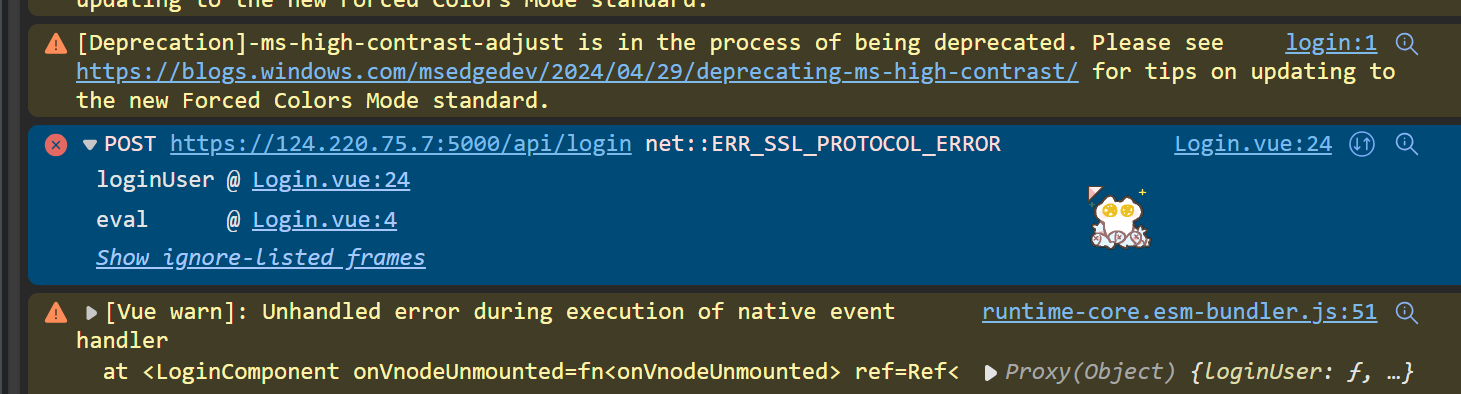 updating to the new Forced Colors Mode standard.
[Deprecation]-ms-high-contrast-adjust is in the process of being deprecated. Please see login:1
https://blogs.windows.com/msedgedev/2024/04/29/deprecating-ms-high-contrast/ for tips on updating to
the new Forced Colors Mode standard.
POST https://124.220.75.7:5000/api/login net::ERR_SSL_PROTOCOL_ERROR Login.vue:24
loginUser @ Login.vue:24
eval @ Login.vue:4
Show ignore-listed frames
[Vue warn]: Unhandled error during execution of native event runtime-core.esm-bundler.js:51
handler
at <LoginComponent onVnodeUnmounted=fn<onVnodeUnmounted> ref=Ref< Proxy(Object) {loginUser: ƒ, …}